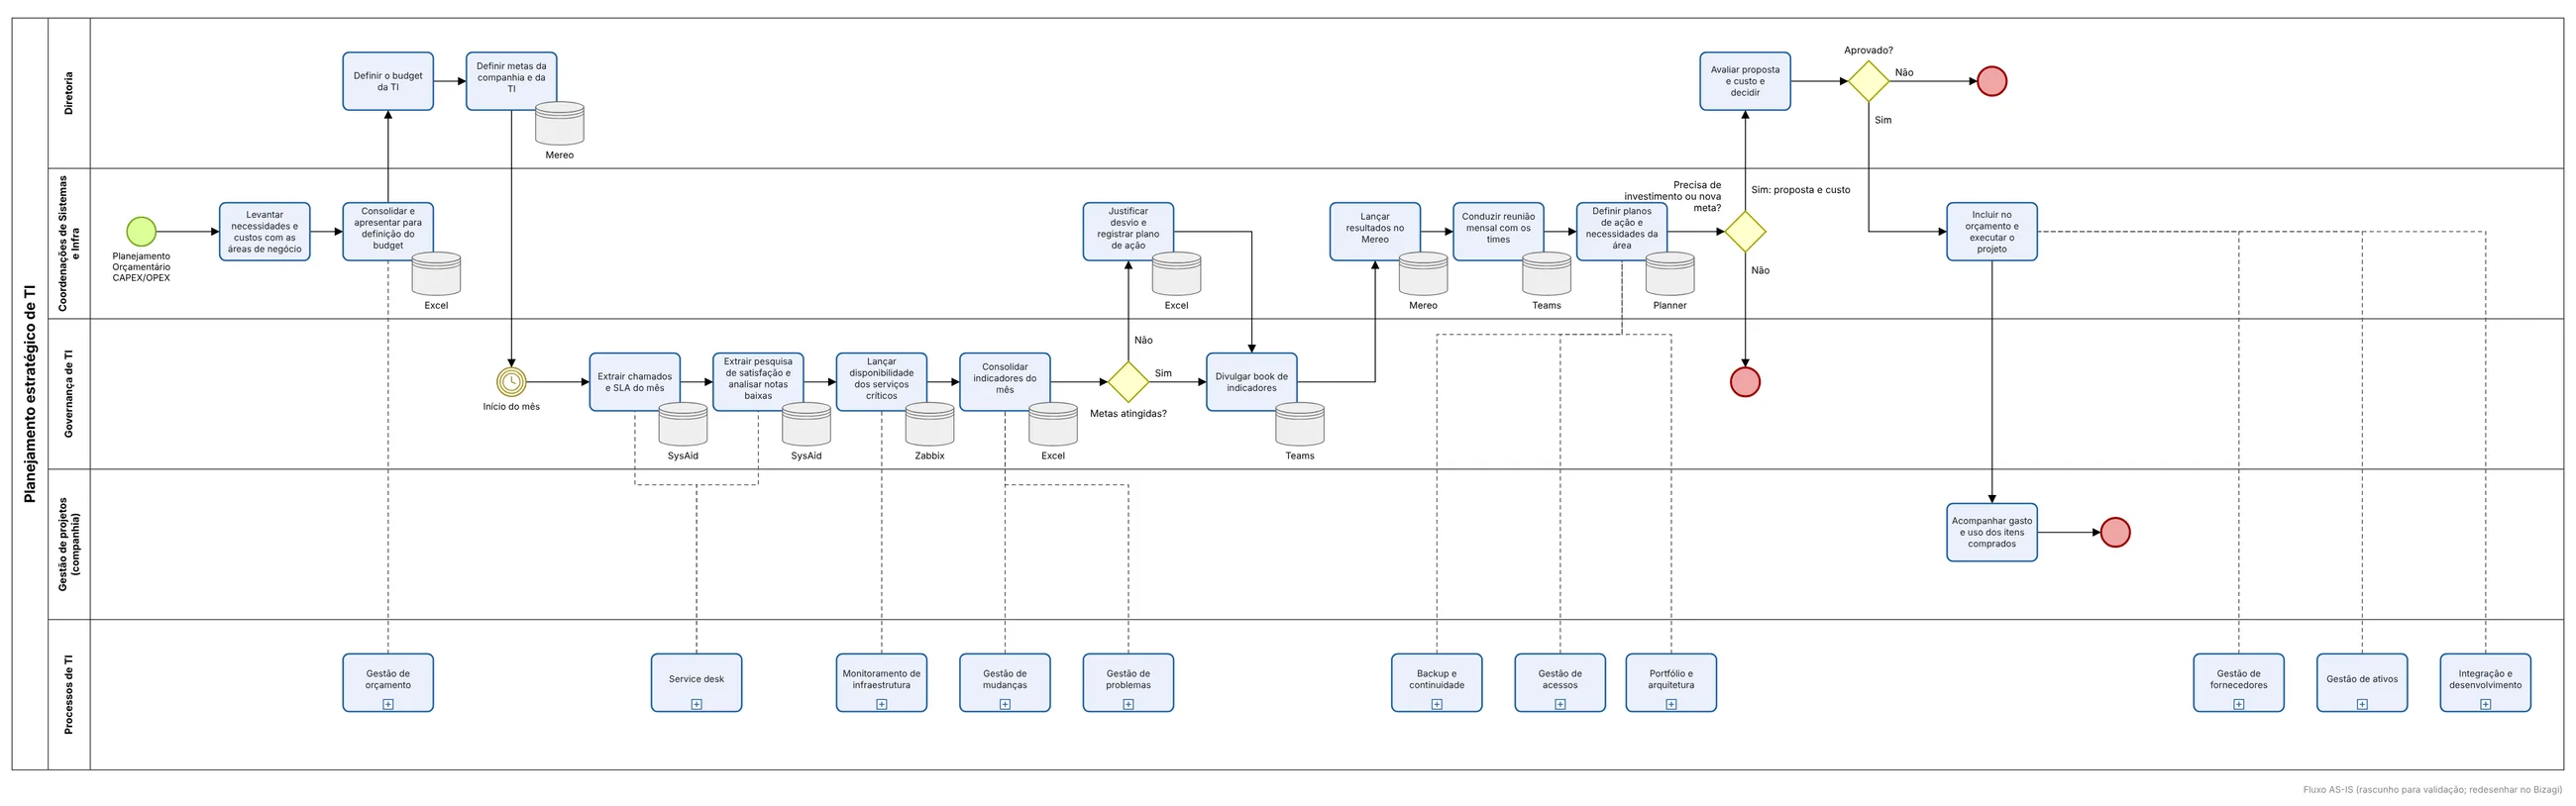 Planejamento estratégico de TI
Diretoria
Definir o budget
da TI
Definir metas da
companhia e da
TI
Mereo
Avaliar proposta
e custo e
decidir
Aprovado?
Não
Sim
Coordenações de Sistemas
e Infra
Planejamento
Orçamentário
CAPEX/OPEX
Levantar
necessidades e
custos com as
áreas de negócio
Consolidar e
apresentar para
definição do
budget
Excel
Justificar
desvio e
registrar plano
de ação
Excel
Lançar
resultados no
Mereo
Mereo
Conduzir reunião
mensal com os
times
Teams
Definir planos
de ação e
necessidades da
área
Planner
Precisa de
investimento ou nova
meta?
Sim: proposta e custo
Não
Incluir no
orçamento e
executar o
projeto
Governança de TI
Início do mês
Extrair chamados
e SLA do mês
SysAid
Extrair pesquisa
de satisfação e
analisar notas
baixas
SysAid
Lançar
disponibilidade
dos serviços
críticos
Zabbix
Consolidar
indicadores do
mês
Excel
Não
Sim
Metas atingidas?
Divulgar book de
indicadores
Teams
Gestão de projetos
(companhia)
Acompanhar gasto
e uso dos itens
comprados
Processos de TI
Gestão de
orçamento
Service desk
Monitoramento de
infraestrutura
Gestão de
mudanças
Gestão de
problemas
Backup e
continuidade
Gestão de
acessos
Portfólio e
arquitetura
Gestão de
fornecedores
Gestão de ativos
Integração e
desenvolvimento
Fluxo AS-IS (rascunho para validação; redesenhar no Bizagi)